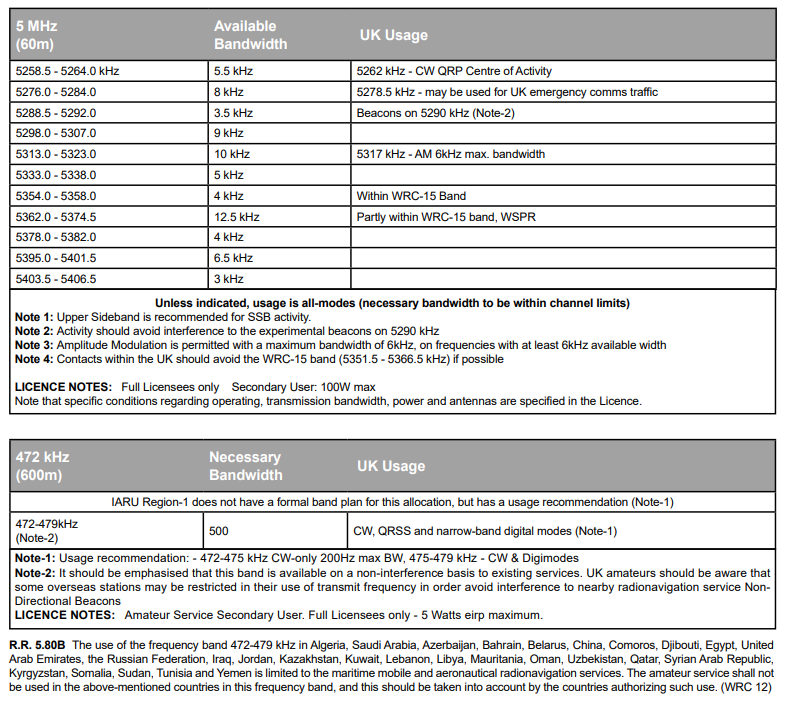 5 MHz Available UK Usage
(60m) Bandwidth
5258.5 - 5264.0 kHz 5.5 kHz 5262 kHz - CW QRP Centre of Activity
5276.0 - 5284.0 8 kHz 5278.5 kHz - may be used for UK emergency comms traffic
5288.5 - 5292.0 3.5 kHz Beacons on 5290 kHz (Note-2)
5298.0 - 5307.0 9 kHz
5313.0 - 5323.0 10 kHz 5317 kHz - AM 6kHz max. bandwidth
5333.0 - 5338.0 5 kHz
5354.0 - 5358.0 4 kHz Within WRC-15 Band
5362.0 - 5374.5 12.5 kHz Partly within WRC-15 band, WSPR
5378.0 - 5382.0 4 kHz
5395.0 - 5401.5 6.5 kHz
5403.5 - 5406.5 3 kHz
Unless indicated, usage is all-modes (necessary bandwidth to be within channel limits)
Note 1: Upper Sideband is recommended for SSB activity.
Note 2: Activity should avoid interference to the experimental beacons on 5290 kHz
Note 3: Amplitude Modulation is permitted with a maximum bandwidth of 6kHz, on frequencies with at least 6kHz available width
Note 4: Contacts within the UK should avoid the WRC-15 band (5351.5 - 5366.5 kHz) if possible
LICENCE NOTES: Full Licensees only Secondary User: 100W max
Note that specific conditions regarding operating, transmission bandwidth, power and antennas are specified in the Licence.
472 kHz Necessary UK Usage
(600m) Bandwidth
IARU Region-1 does not have a formal band plan for this allocation, but has a usage recommendation (Note-1)
472-479kHz 500 CW, QRSS and narrow-band digital modes (Note-1)
(Note-2)
Note-1: Usage recommendation: - 472-475 kHz CW-only 200Hz max BW, 475-479 kHz - CW & Digimodes
Note-2: It should be emphasised that this band is available on a non-interference basis to existing services. UK amateurs should be aware that
some overseas stations may be restricted in their use of transmit frequency in order avoid interference to nearby radionavigation service Non-
Directional Beacons
LICENCE NOTES: Amateur Service Secondary User. Full Licensees only - 5 Watts eirp maximum.
R.R. 5.80B The use of the frequency band 472-479 kHz in Algeria, Saudi Arabia, Azerbaijan, Bahrain, Belarus, China, Comoros, Djibouti, Egypt, United
Arab Emirates, the Russian Federation, Iraq, Jordan, Kazakhstan, Kuwait, Lebanon, Libya, Mauritania, Oman, Uzbekistan, Qatar, Syrian Arab Republic,
Kyrgyzstan, Somalia, Sudan, Tunisia and Yemen is limited to the maritime mobile and aeronautical radionavigation services. The amateur service shall not
be used in the above-mentioned countries in this frequency band, and this should be taken into account by the countries authorizing such use. (WRC 12)